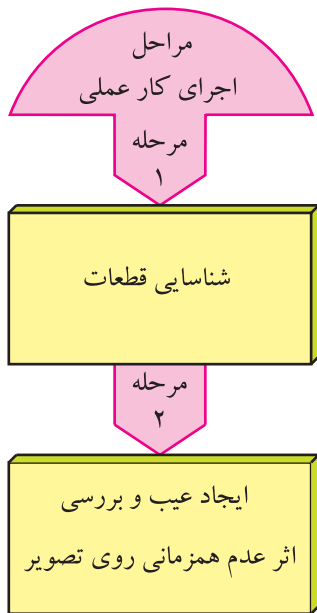 مراحل
اجرای کار عملی
مرحله
۱
شناسایی قطعات
مرحله
۲
ایجاد عیب و بررسی
اثر عدم همزمانی روی تصویر